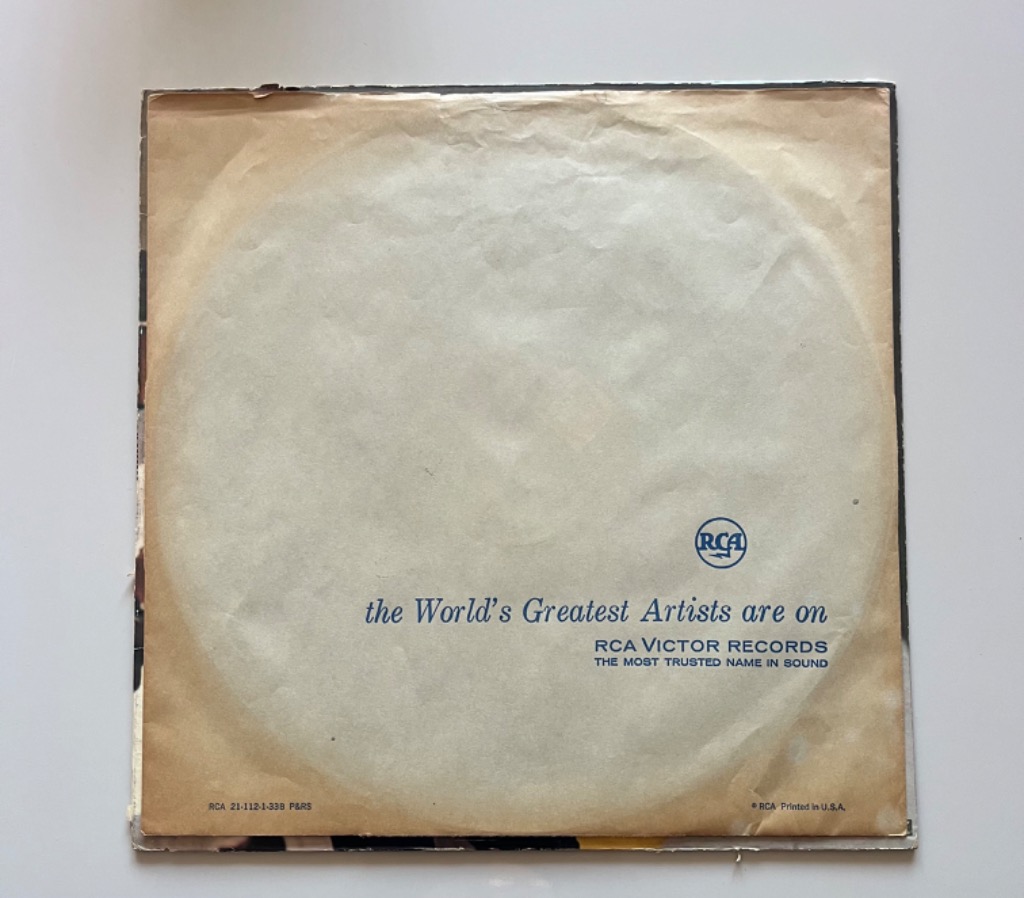 RCA
the World's Greatest Artists are on
RCA VICTOR RECORDS
THE MOST TRUSTED NAME IN SOUND
RCA 21-112-1-33B P&RS
® RCA Printed in U.S.A.